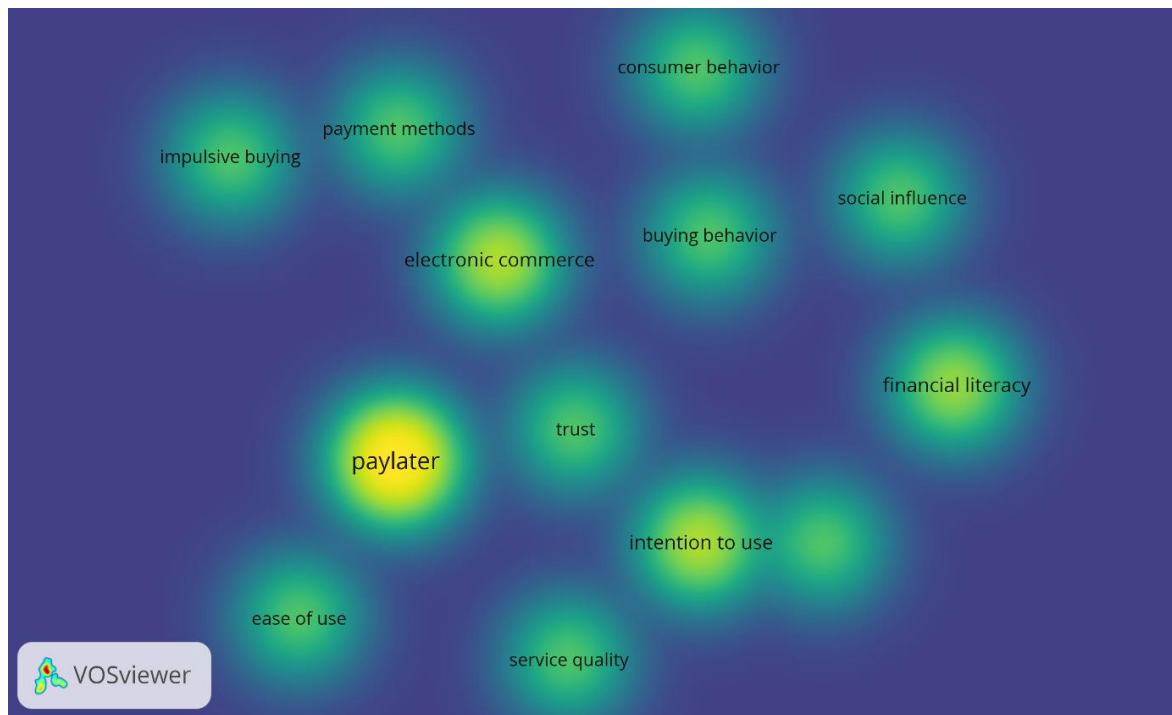 consumer behavior
payment methods
impulsive buying
social influence
buying behavior
electronic commerce
financial literacy
trust
paylater
intention to use
ease of use
service quality
VOSviewer